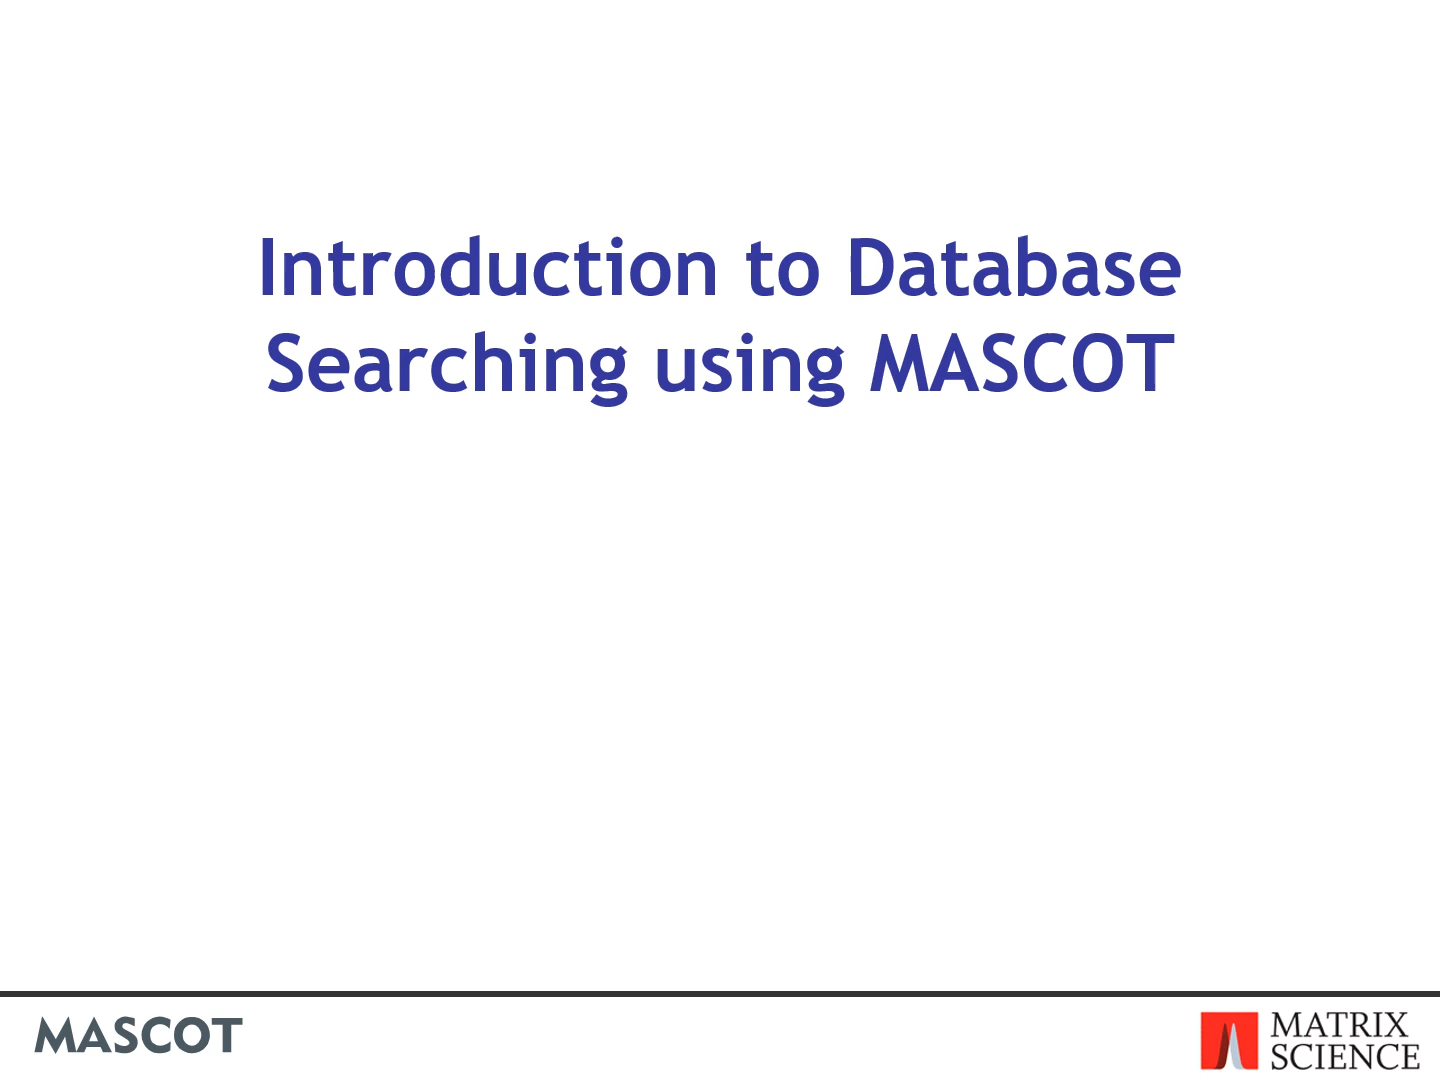 Introduction to Database
Searching using MASCOT
MASCOT
MATRIX
SCIENCE